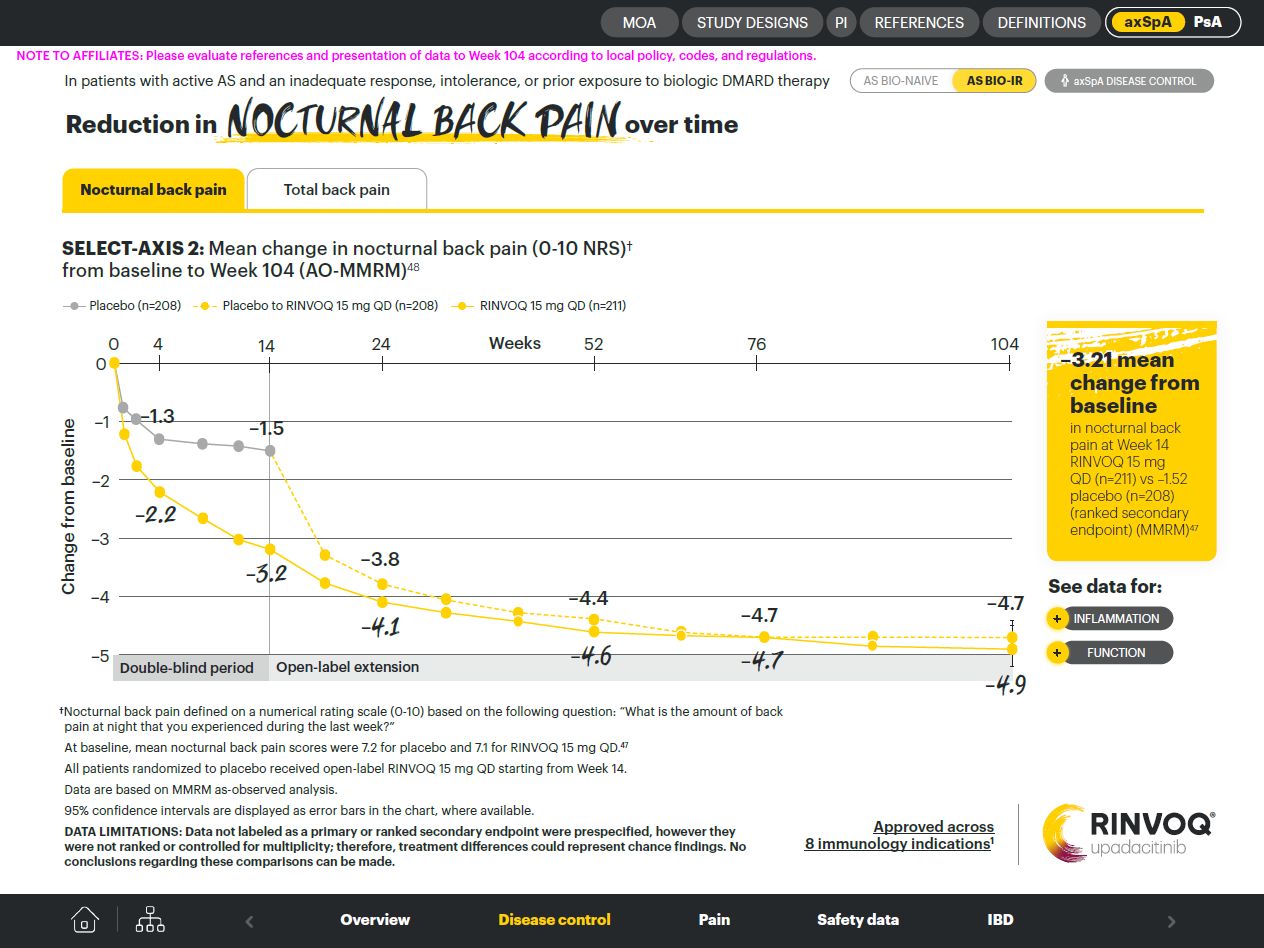 MOA STUDY DESIGNS PI REFERENCES DEFINITIONS axSpA PsA
NOTE TO AFFILIATES: Please evaluate references and presentation of data to Week 104 according to local policy, codes, and regulations.
In patients with active AS and an inadequate response, intolerance, or prior exposure to biologic DMARD therapy
AS BIO-NAIVE AS BIO-IR axSpA DISEASE CONTROL
Reduction in NOCTURNAL BACK PAIN over time
Nocturnal back pain Total back pain
SELECT-AXIS 2: Mean change in nocturnal back pain (0-10 NRS)†
from baseline to Week 104 (AO-MMRM)48
Placebo (n=208) Placebo to RINVOQ 15 mg QD (n=208) RINVOQ 15 mg QD (n=211)
0 4 14 24 Weeks 52 76 104
0
–1
–2
–3
–4
–5
Change from baseline
–1.3
–1.5
–2.2
–3.2
–3.8
–4.1
–4.4
–4.6
–4.7
–4.7
–4.7
–4.9
Double-blind period Open-label extension
–3.21 mean
change from
baseline
in nocturnal back
pain at Week 14
RINVOQ 15 mg
QD (n=211) vs –1.52
placebo (n=208)
(ranked secondary
endpoint) (MMRM)47
See data for:
+ INFLAMMATION
+ FUNCTION
†Nocturnal back pain defined on a numerical rating scale (0-10) based on the following question: “What is the amount of back
pain at night that you experienced during the last week?”
At baseline, mean nocturnal back pain scores were 7.2 for placebo and 7.1 for RINVOQ 15 mg QD.47
All patients randomized to placebo received open-label RINVOQ 15 mg QD starting from Week 14.
Data are based on MMRM as-observed analysis.
95% confidence intervals are displayed as error bars in the chart, where available.
DATA LIMITATIONS: Data not labeled as a primary or ranked secondary endpoint were prespecified, however they
were not ranked or controlled for multiplicity; therefore, treatment differences could represent chance findings. No
conclusions regarding these comparisons can be made.
Approved across
8 immunology indications1
RINVOQ®
upadacitinib
Overview Disease control Pain Safety data IBD